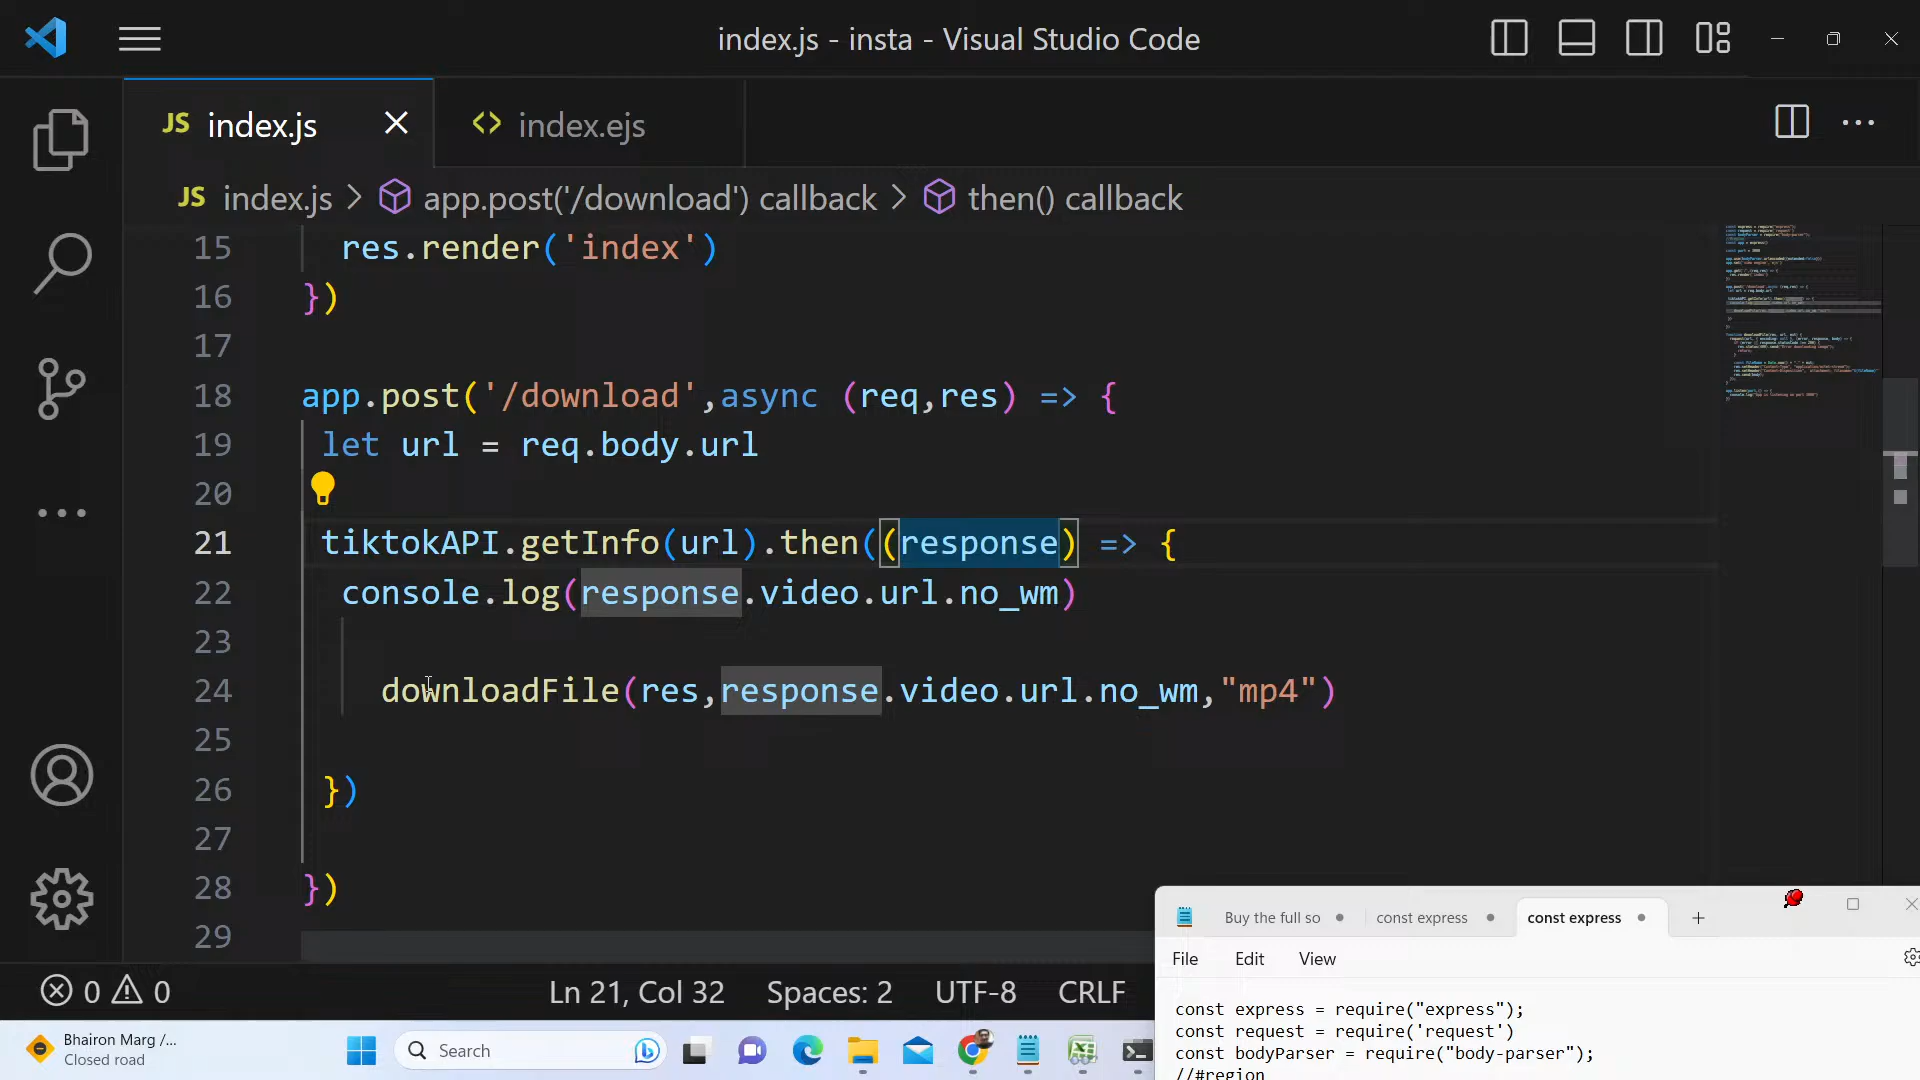 index.js - insta - Visual Studio Code
JS index.js
<> index.ejs
JS index.js > app.post('/download') callback > then() callback
15 res.render('index')
16 })
17
18 app.post('/download',async (req,res) => {
19 let url = req.body.url
20
21 tiktokAPI.getInfo(url).then((response) => {
22 console.log(response.video.url.no_wm)
23
24 downloadFile(res,response.video.url.no_wm,"mp4")
25
26 })
27
28 })
29
0 0 Ln 21, Col 32 Spaces: 2 UTF-8 CRLF
Buy the full so const express const express
File Edit View
const express = require("express");
const request = require('request')
const bodyParser = require("body-parser");
//#region
Bhairon Marg /...
Closed road
Search